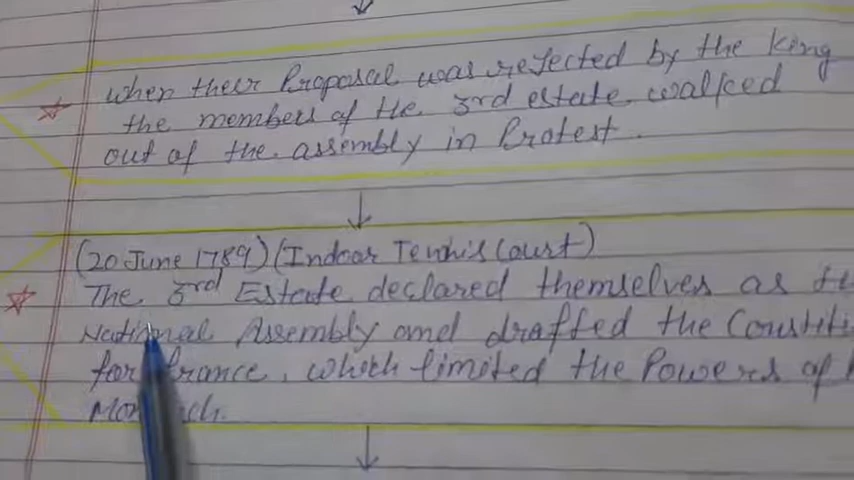 when their Proposal was rejected by the King
the members of the 3rd estate walked
out of the assembly in Protest.
(20 June 1789) (Indoor Tennis Court)
The 3rd Estate declared themselves as
National Assembly and drafted the
for france, which limited the Powers of